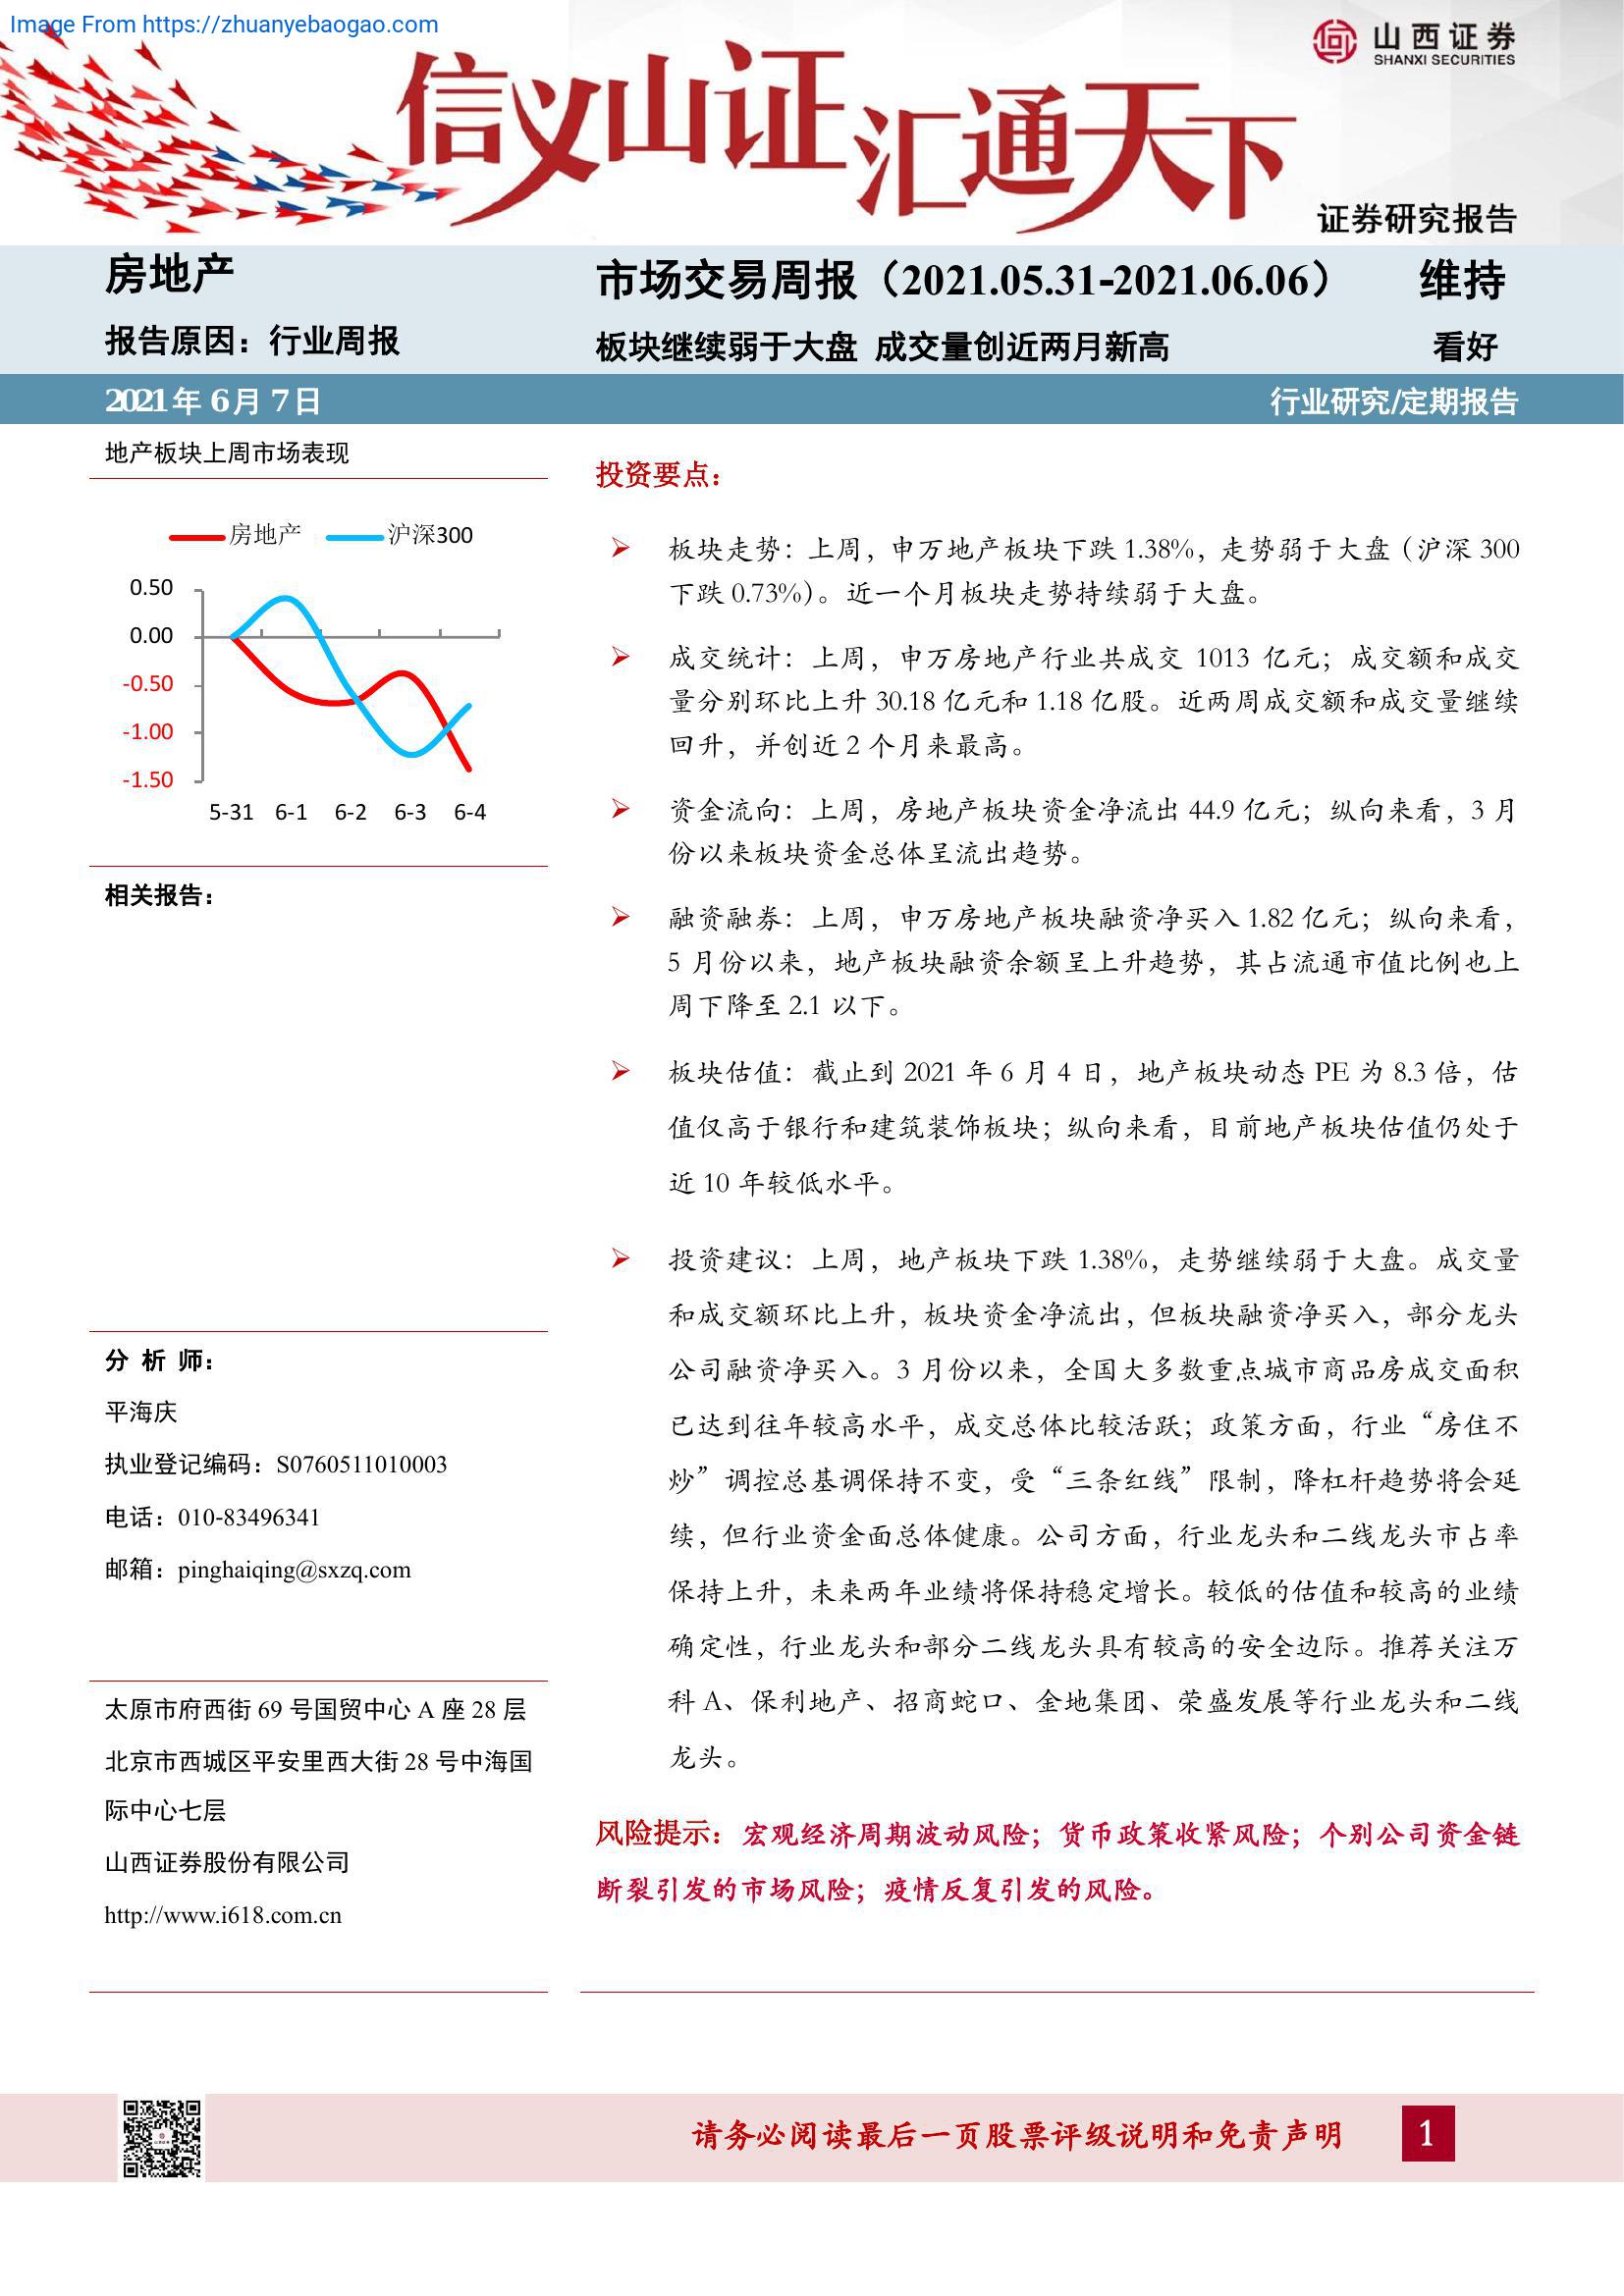 Image From https://zhuanyebaogao.com
山西证券
SHANXI SECURITIES
信义山证汇通天下
证券研究报告
房地产
报告原因：行业周报
市场交易周报（2021.05.31-2021.06.06）
维持
板块继续弱于大盘 成交量创近两月新高
看好
2021年6月7日
行业研究/定期报告
地产板块上周市场表现
房地产 沪深300
0.50
0.00
-0.50
-1.00
-1.50
5-31 6-1 6-2 6-3 6-4
相关报告：
分 析 师：
平海庆
执业登记编码：S0760511010003
电话：010-83496341
邮箱：pinghaiqing@sxzq.com
太原市府西街 69 号国贸中心 A 座 28 层
北京市西城区平安里西大街 28 号中海国
际中心七层
山西证券股份有限公司
http://www.i618.com.cn
投资要点：
板块走势：上周，申万地产板块下跌 1.38%，走势弱于大盘（沪深 300
下跌 0.73%）。近一个月板块走势持续弱于大盘。
成交统计：上周，申万房地产行业共成交 1013 亿元；成交额和成交
量分别环比上升 30.18 亿元和 1.18 亿股。近两周成交额和成交量继续
回升，并创近 2 个月来最高。
资金流向：上周，房地产板块资金净流出 44.9 亿元；纵向来看，3 月
份以来板块资金总体呈流出趋势。
融资融券：上周，申万房地产板块融资净买入 1.82 亿元；纵向来看，
5 月份以来，地产板块融资余额呈上升趋势，其占流通市值比例也上
周下降至 2.1 以下。
板块估值：截止到 2021 年 6 月 4 日，地产板块动态 PE 为 8.3 倍，估
值仅高于银行和建筑装饰板块；纵向来看，目前地产板块估值仍处于
近 10 年较低水平。
投资建议：上周，地产板块下跌 1.38%，走势继续弱于大盘。成交量
和成交额环比上升，板块资金净流出，但板块融资净买入，部分龙头
公司融资净买入。3 月份以来，全国大多数重点城市商品房成交面积
已达到往年较高水平，成交总体比较活跃；政策方面，行业“房住不
炒”调控总基调保持不变，受“三条红线”限制，降杠杆趋势将会延
续，但行业资金面总体健康。公司方面，行业龙头和二线龙头市占率
保持上升，未来两年业绩将保持稳定增长。较低的估值和较高的业绩
确定性，行业龙头和部分二线龙头具有较高的安全边际。推荐关注万
科 A、保利地产、招商蛇口、金地集团、荣盛发展等行业龙头和二线
龙头。
风险提示：宏观经济周期波动风险；货币政策收紧风险；个别公司资金链
断裂引发的市场风险；疫情反复引发的风险。
请务必阅读最后一页股票评级说明和免责声明
1